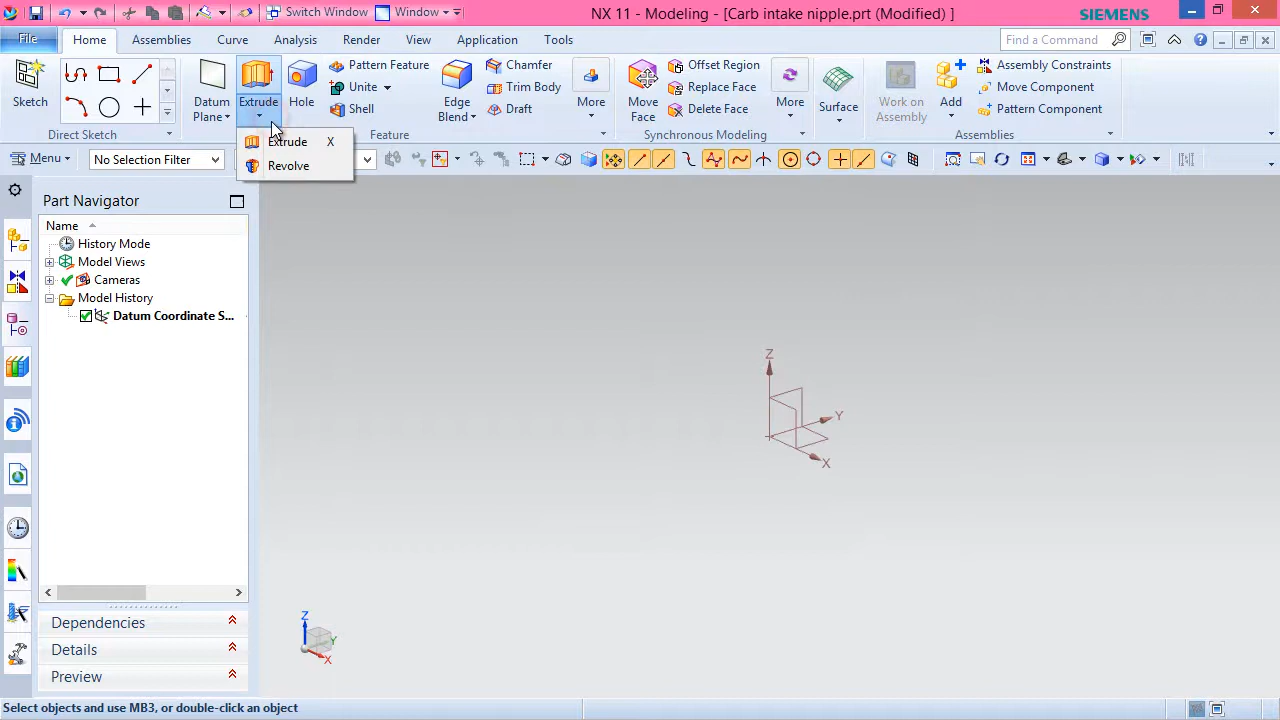 Switch Window
Window
NX 11 - Modeling - [Carb intake nipple.prt (Modified) ]
SIEMENS
File
Home
Assemblies
Curve
Analysis
Render
View
Application
Tools
Find a Command
Sketch
Direct Sketch
Datum
Plane
Extrude
Hole
Pattern Feature
Unite
Shell
Edge
Blend
Chamfer
Trim Body
Draft
More
Feature
Move
Face
Offset Region
Replace Face
Delete Face
More
Synchronous Modeling
Surface
Work on
Assembly
Add
Assembly Constraints
Move Component
Pattern Component
Assemblies
Extrude X
Revolve
Menu
No Selection Filter
Part Navigator
Name
History Mode
Model Views
Cameras
Model History
Datum Coordinate S...
Dependencies
Details
Preview
Z
Y
X
Z
Y
X
Select objects and use MB3, or double-click an object